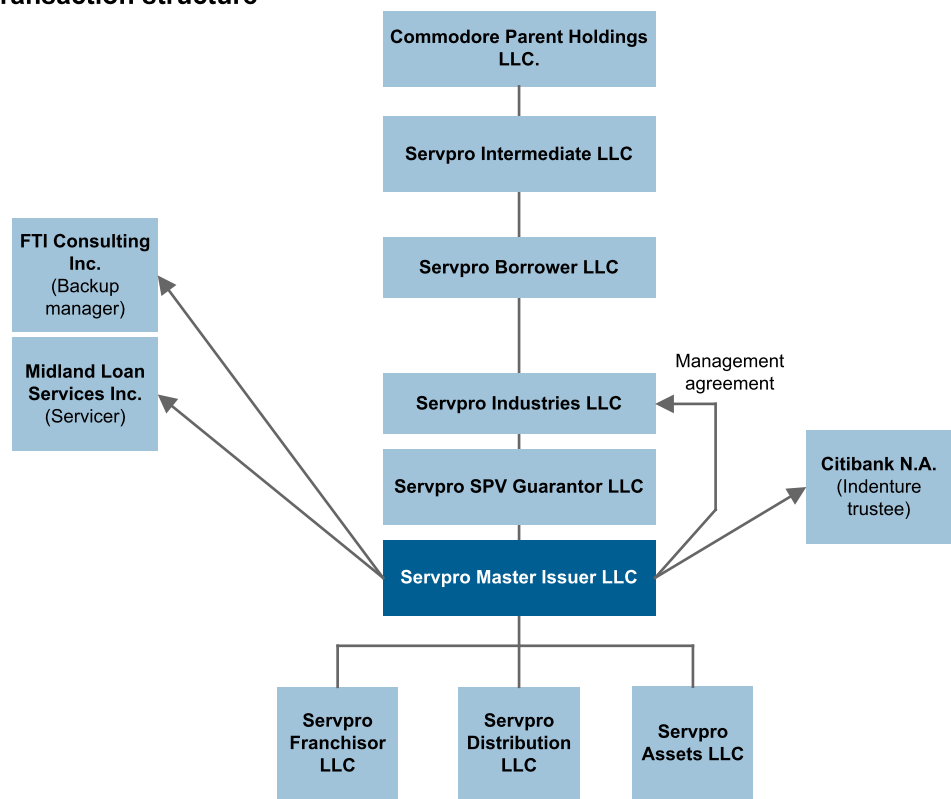 Commodore Parent Holdings
LLC.
Servpro Intermediate LLC
FTI Consulting
Inc.
(Backup
manager)
Servpro Borrower LLC
Midland Loan
Services Inc.
(Servicer)
Management
agreement
Servpro Industries LLC
Citibank N.A.
(Indenture
trustee)
Servpro SPV Guarantor LLC
Servpro Master Issuer LLC
Servpro
Franchisor
LLC
Servpro
Distribution
LLC
Servpro
Assets LLC